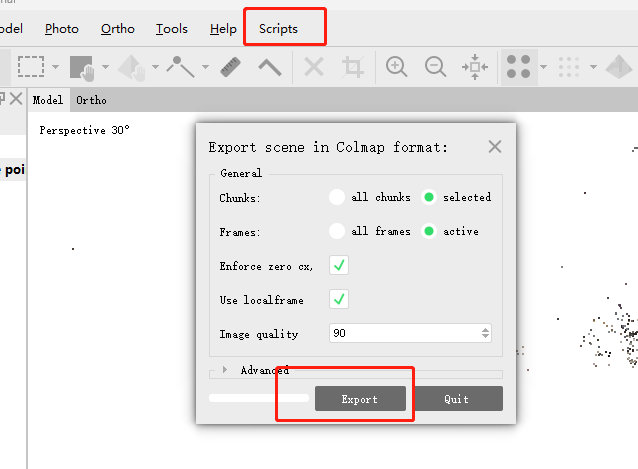 odel Photo Ortho Tools Help Scripts
Model Ortho
Perspective 30°
poi
Export scene in Colmap format:
General
Chunks: all chunks selected
Frames: all frames active
Enforce zero cx,
Use localframe
Image quality 90
Advanced
Export Quit